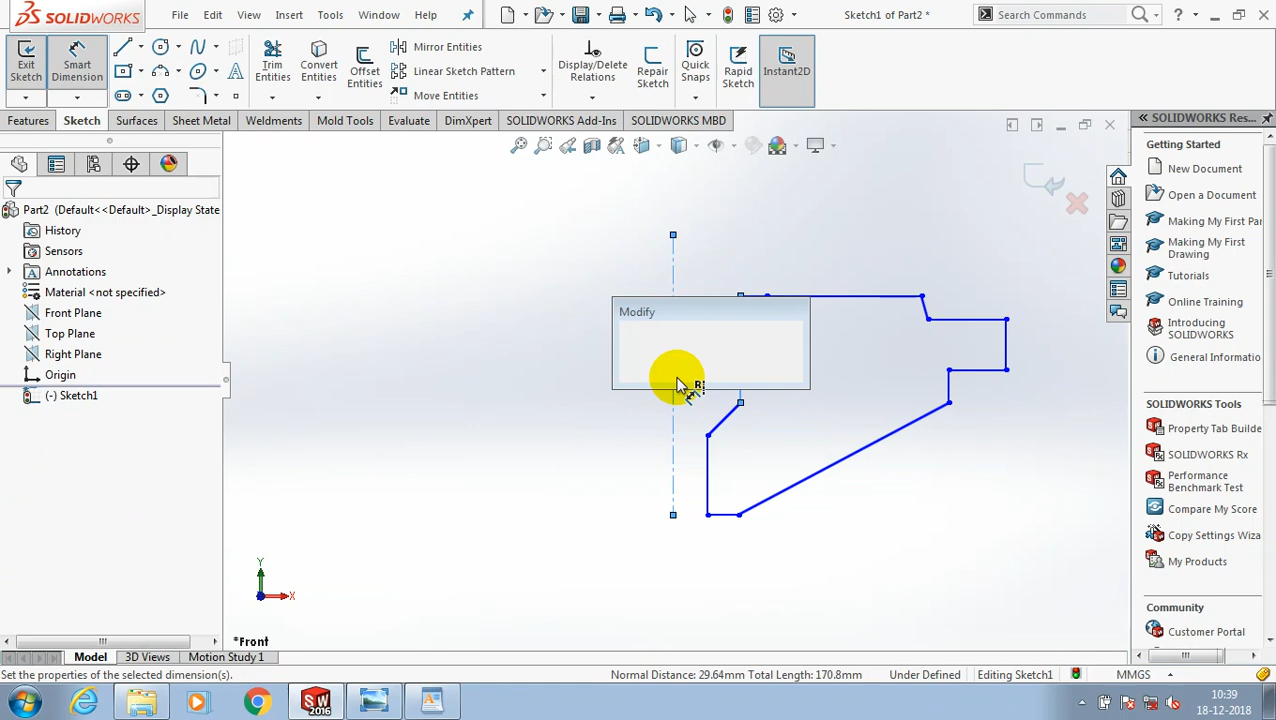 SOLIDWORKS
File
Edit
View
Insert
Tools
Window
Help
Sketch1 of Part2 *
Search Commands
Exit Sketch
Smart Dimension
Trim Entities
Convert Entities
Offset Entities
Mirror Entities
Linear Sketch Pattern
Move Entities
Display/Delete Relations
Repair Sketch
Quick Snaps
Rapid Sketch
Instant2D
Features
Sketch
Surfaces
Sheet Metal
Weldments
Mold Tools
Evaluate
DimXpert
SOLIDWORKS Add-Ins
SOLIDWORKS MBD
SOLIDWORKS Res...
Part2 (Default<<Default>_Display State
History
Sensors
Annotations
Material <not specified>
Front Plane
Top Plane
Right Plane
Origin
(-) Sketch1
Modify
Y
X
*Front
Getting Started
New Document
Open a Document
Making My First Par
Making My First Drawing
Tutorials
Online Training
Introducing SOLIDWORKS
General Informatio
SOLIDWORKS Tools
Property Tab Builde
SOLIDWORKS Rx
Performance Benchmark Test
Compare My Score
Copy Settings Wiza
My Products
Community
Customer Portal
Model
3D Views
Motion Study 1
Set the properties of the selected dimension(s).
Normal Distance: 29.64mm Total Length: 170.8mm
Under Defined
Editing Sketch1
MMGS
SW
2016
10:39
18-12-2018